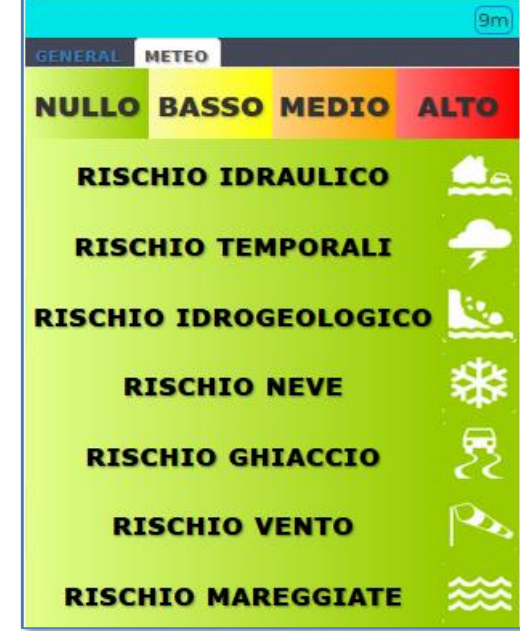 9m
GENERAL METEO
NULLO BASSO MEDIO ALTO
RISCHIO IDRAULICO
RISCHIO TEMPORALI
RISCHIO IDROGEOLOGICO
RISCHIO NEVE
RISCHIO GHIACCIO
RISCHIO VENTO
RISCHIO MAREGGIATE